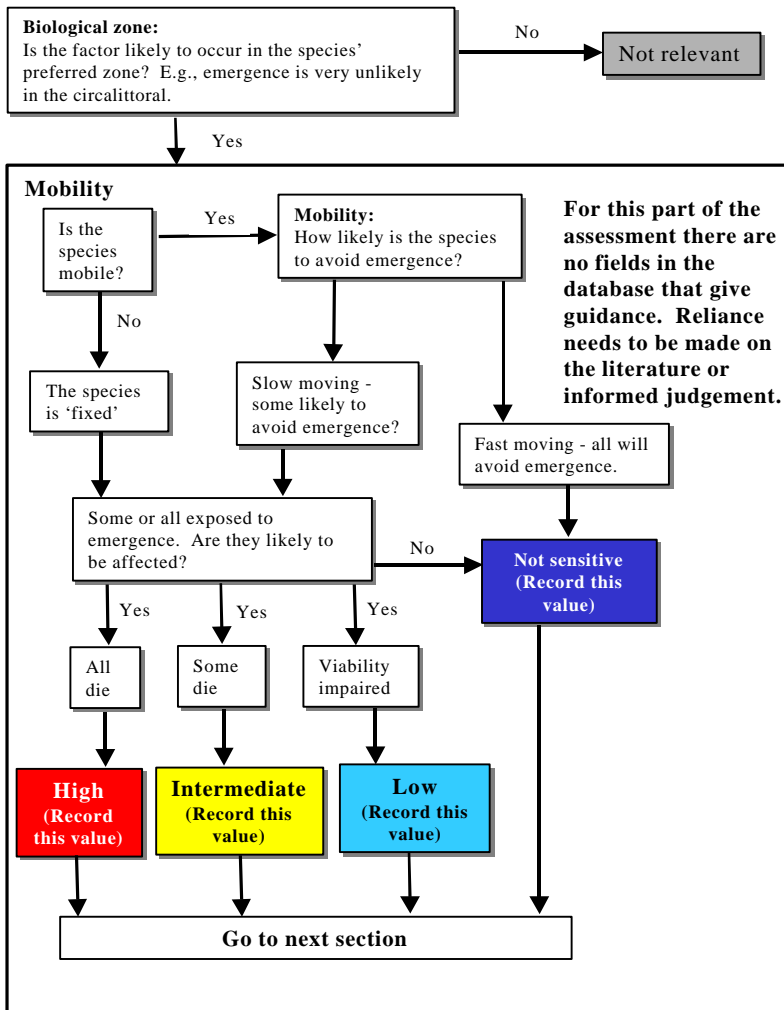 Biological zone:
Is the factor likely to occur in the species'
preferred zone? E.g., emergence is very unlikely
in the circalittoral.
No
Not relevant
Yes
Mobility
Is the
species
mobile?
Yes
Mobility:
How likely is the species
to avoid emergence?
For this part of the
assessment there are
no fields in the
database that give
guidance. Reliance
needs to be made on
the literature or
informed judgement.
No
The species
is ‘fixed’
Slow moving -
some likely to
avoid emergence?
Fast moving - all will
avoid emergence.
Some or all exposed to
emergence. Are they likely to
be affected?
No
Not sensitive
(Record this
value)
Yes
Yes
Yes
All
die
Some
die
Viability
impaired
High
(Record
this value)
Intermediate
(Record this
value)
Low
(Record this
value)
Go to next section